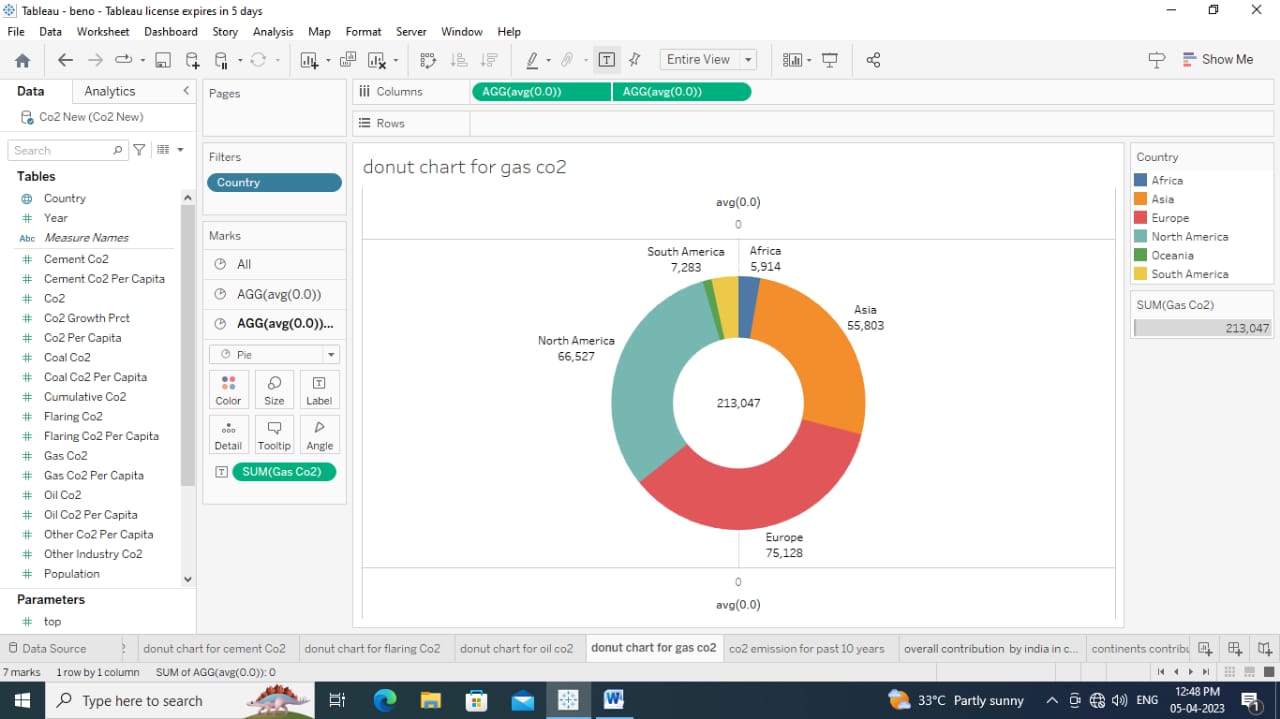 Tableau - beno - Tableau license expires in 5 days
File Data Worksheet Dashboard Story Analysis Map Format Server Window Help
Entire View
Show Me
Data Analytics
Co2 New (Co2 New)
Search
Tables
Country
Year
Abc Measure Names
Cement Co2
Cement Co2 Per Capita
Co2
Co2 Growth Prct
Co2 Per Capita
Coal Co2
Coal Co2 Per Capita
Cumulative Co2
Flaring Co2
Flaring Co2 Per Capita
Gas Co2
Gas Co2 Per Capita
Oil Co2
Oil Co2 Per Capita
Other Co2 Per Capita
Other Industry Co2
Population
Parameters
top
Pages
Filters
Country
Marks
All
AGG(avg(0.0))
AGG(avg(0.0))...
Pie
Color Size Label
Detail Tooltip Angle
SUM(Gas Co2)
Columns AGG(avg(0.0)) AGG(avg(0.0))
Rows
donut chart for gas co2
avg(0.0)
0
South America
7,283
Africa
5,914
Asia
55,803
North America
66,527
213,047
Europe
75,128
0
avg(0.0)
Country
Africa
Asia
Europe
North America
Oceania
South America
SUM(Gas Co2)
213,047
Data Source donut chart for cement Co2 donut chart for flaring Co2 donut chart for oil co2 donut chart for gas co2 co2 emission for past 10 years overall contribution by india in c... continents contribu
7 marks 1 row by 1 column SUM of AGG(avg(0.0)): 0
Type here to search
33°C Partly sunny
ENG
12:48 PM
05-04-2023
1